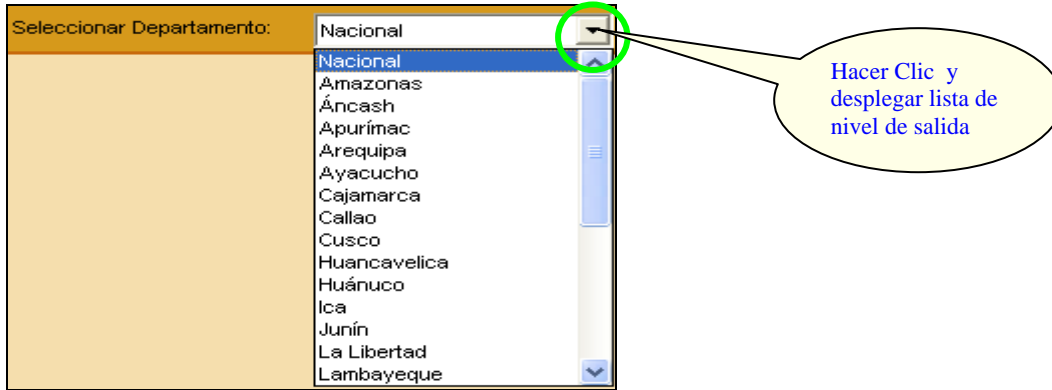 Seleccionar Departamento:
Nacional
Nacional
Amazonas
Áncash
Apurímac
Arequipa
Ayacucho
Cajamarca
Callao
Cusco
Huancavelica
Huánuco
Ica
Junín
La Libertad
Lambayeque
Hacer Clic y
desplegar lista de
nivel de salida